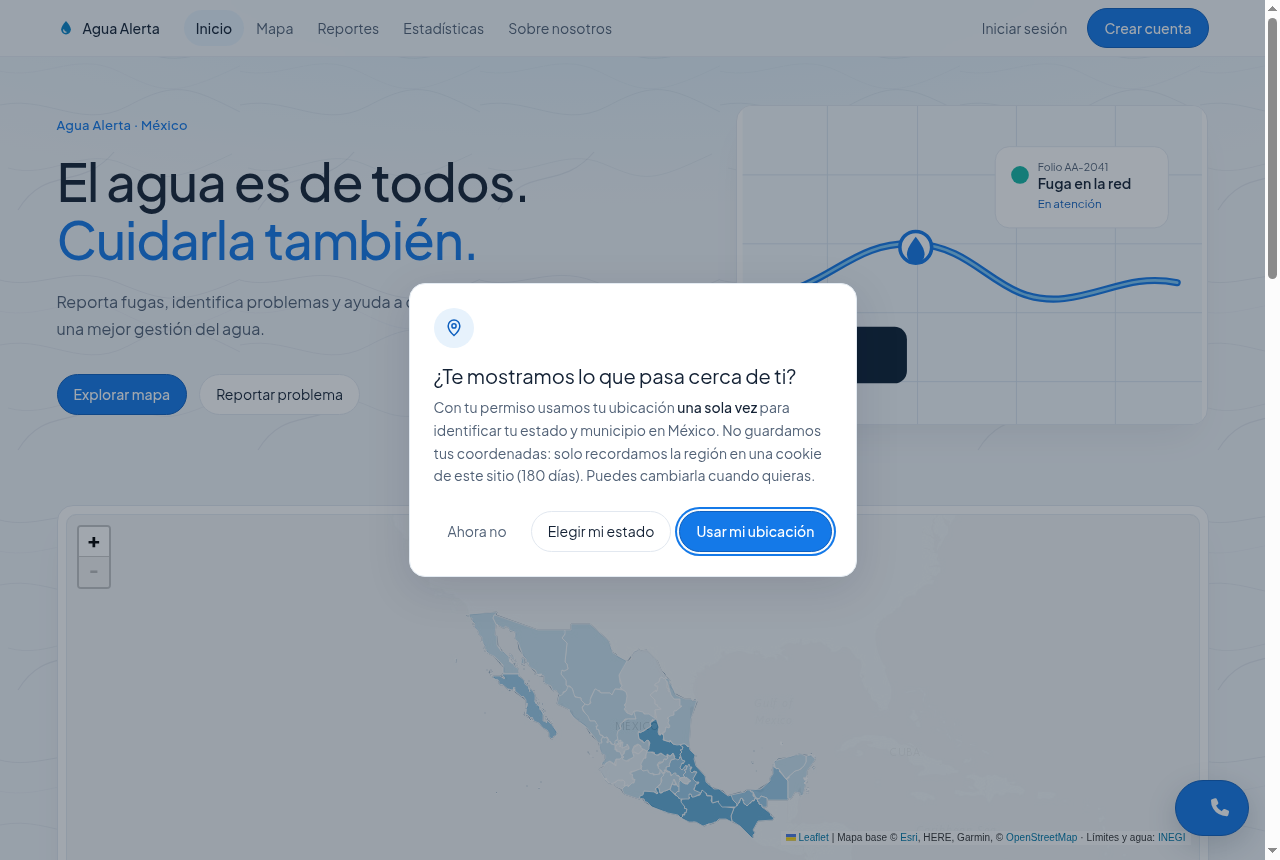 Agua Alerta
Inicio
Mapa
Reportes
Estadísticas
Sobre nosotros
Iniciar sesión
Crear cuenta
Agua Alerta · México
El agua es de todos.
Cuidarla también.
Reporta fugas, identifica problemas y ayuda a
una mejor gestión del agua.
Explorar mapa
Reportar problema
Folio AA-2041
Fuga en la red
En atención
¿Te mostramos lo que pasa cerca de ti?
Con tu permiso usamos tu ubicación una sola vez para
identificar tu estado y municipio en México. No guardamos
tus coordenadas: solo recordamos la región en una cookie
de este sitio (180 días). Puedes cambiarla cuando quieras.
Ahora no
Elegir mi estado
Usar mi ubicación
+
−
MÉXICO
Leaflet | Mapa base © Esri, HERE, Garmin, © OpenStreetMap · Límites y agua: INEGI